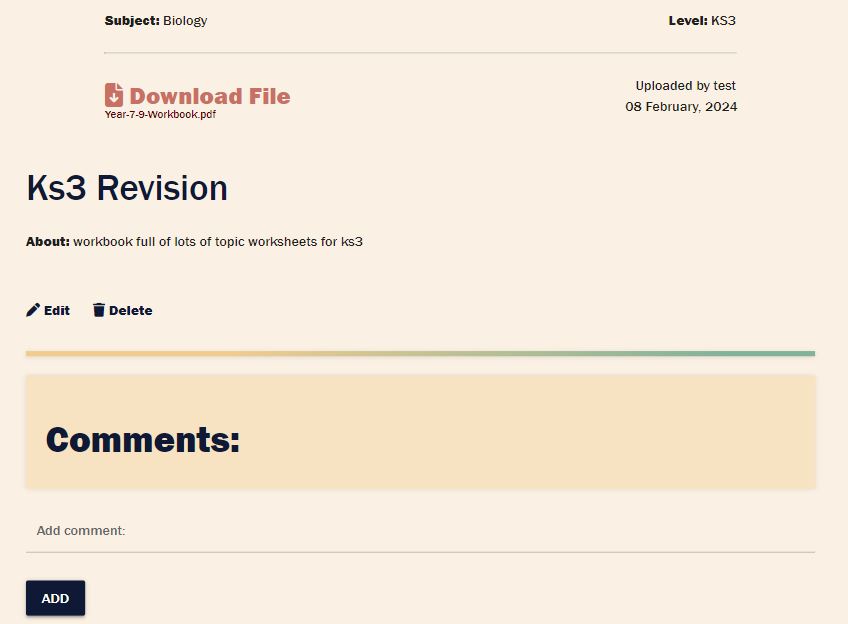 Subject: Biology
Level: KS3
Download File
Year-7-9-Workbook.pdf
Uploaded by test
08 February, 2024
Ks3 Revision
About: workbook full of lots of topic worksheets for ks3
Edit
Delete
Comments:
Add comment:
ADD